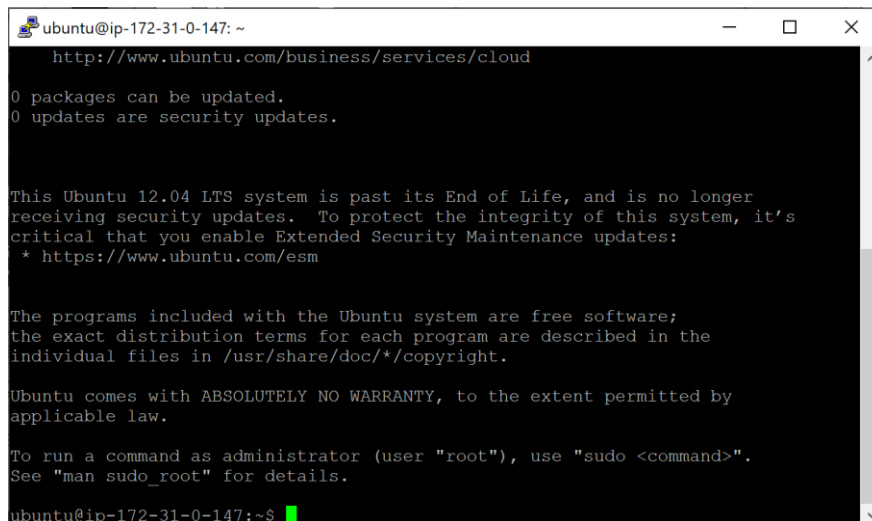 ubuntu@ip-172-31-0-147: ~
http://www.ubuntu.com/business/services/cloud
0 packages can be updated.
0 updates are security updates.
This Ubuntu 12.04 LTS system is past its End of Life, and is no longer
receiving security updates.  To protect the integrity of this system, it's
critical that you enable Extended Security Maintenance updates:
* https://www.ubuntu.com/esm
The programs included with the Ubuntu system are free software;
the exact distribution terms for each program are described in the
individual files in /usr/share/doc/*/copyright.
Ubuntu comes with ABSOLUTELY NO WARRANTY, to the extent permitted by
applicable law.
To run a command as administrator (user "root"), use "sudo <command>".
See "man sudo_root" for details.
ubuntu@ip-172-31-0-147:~$